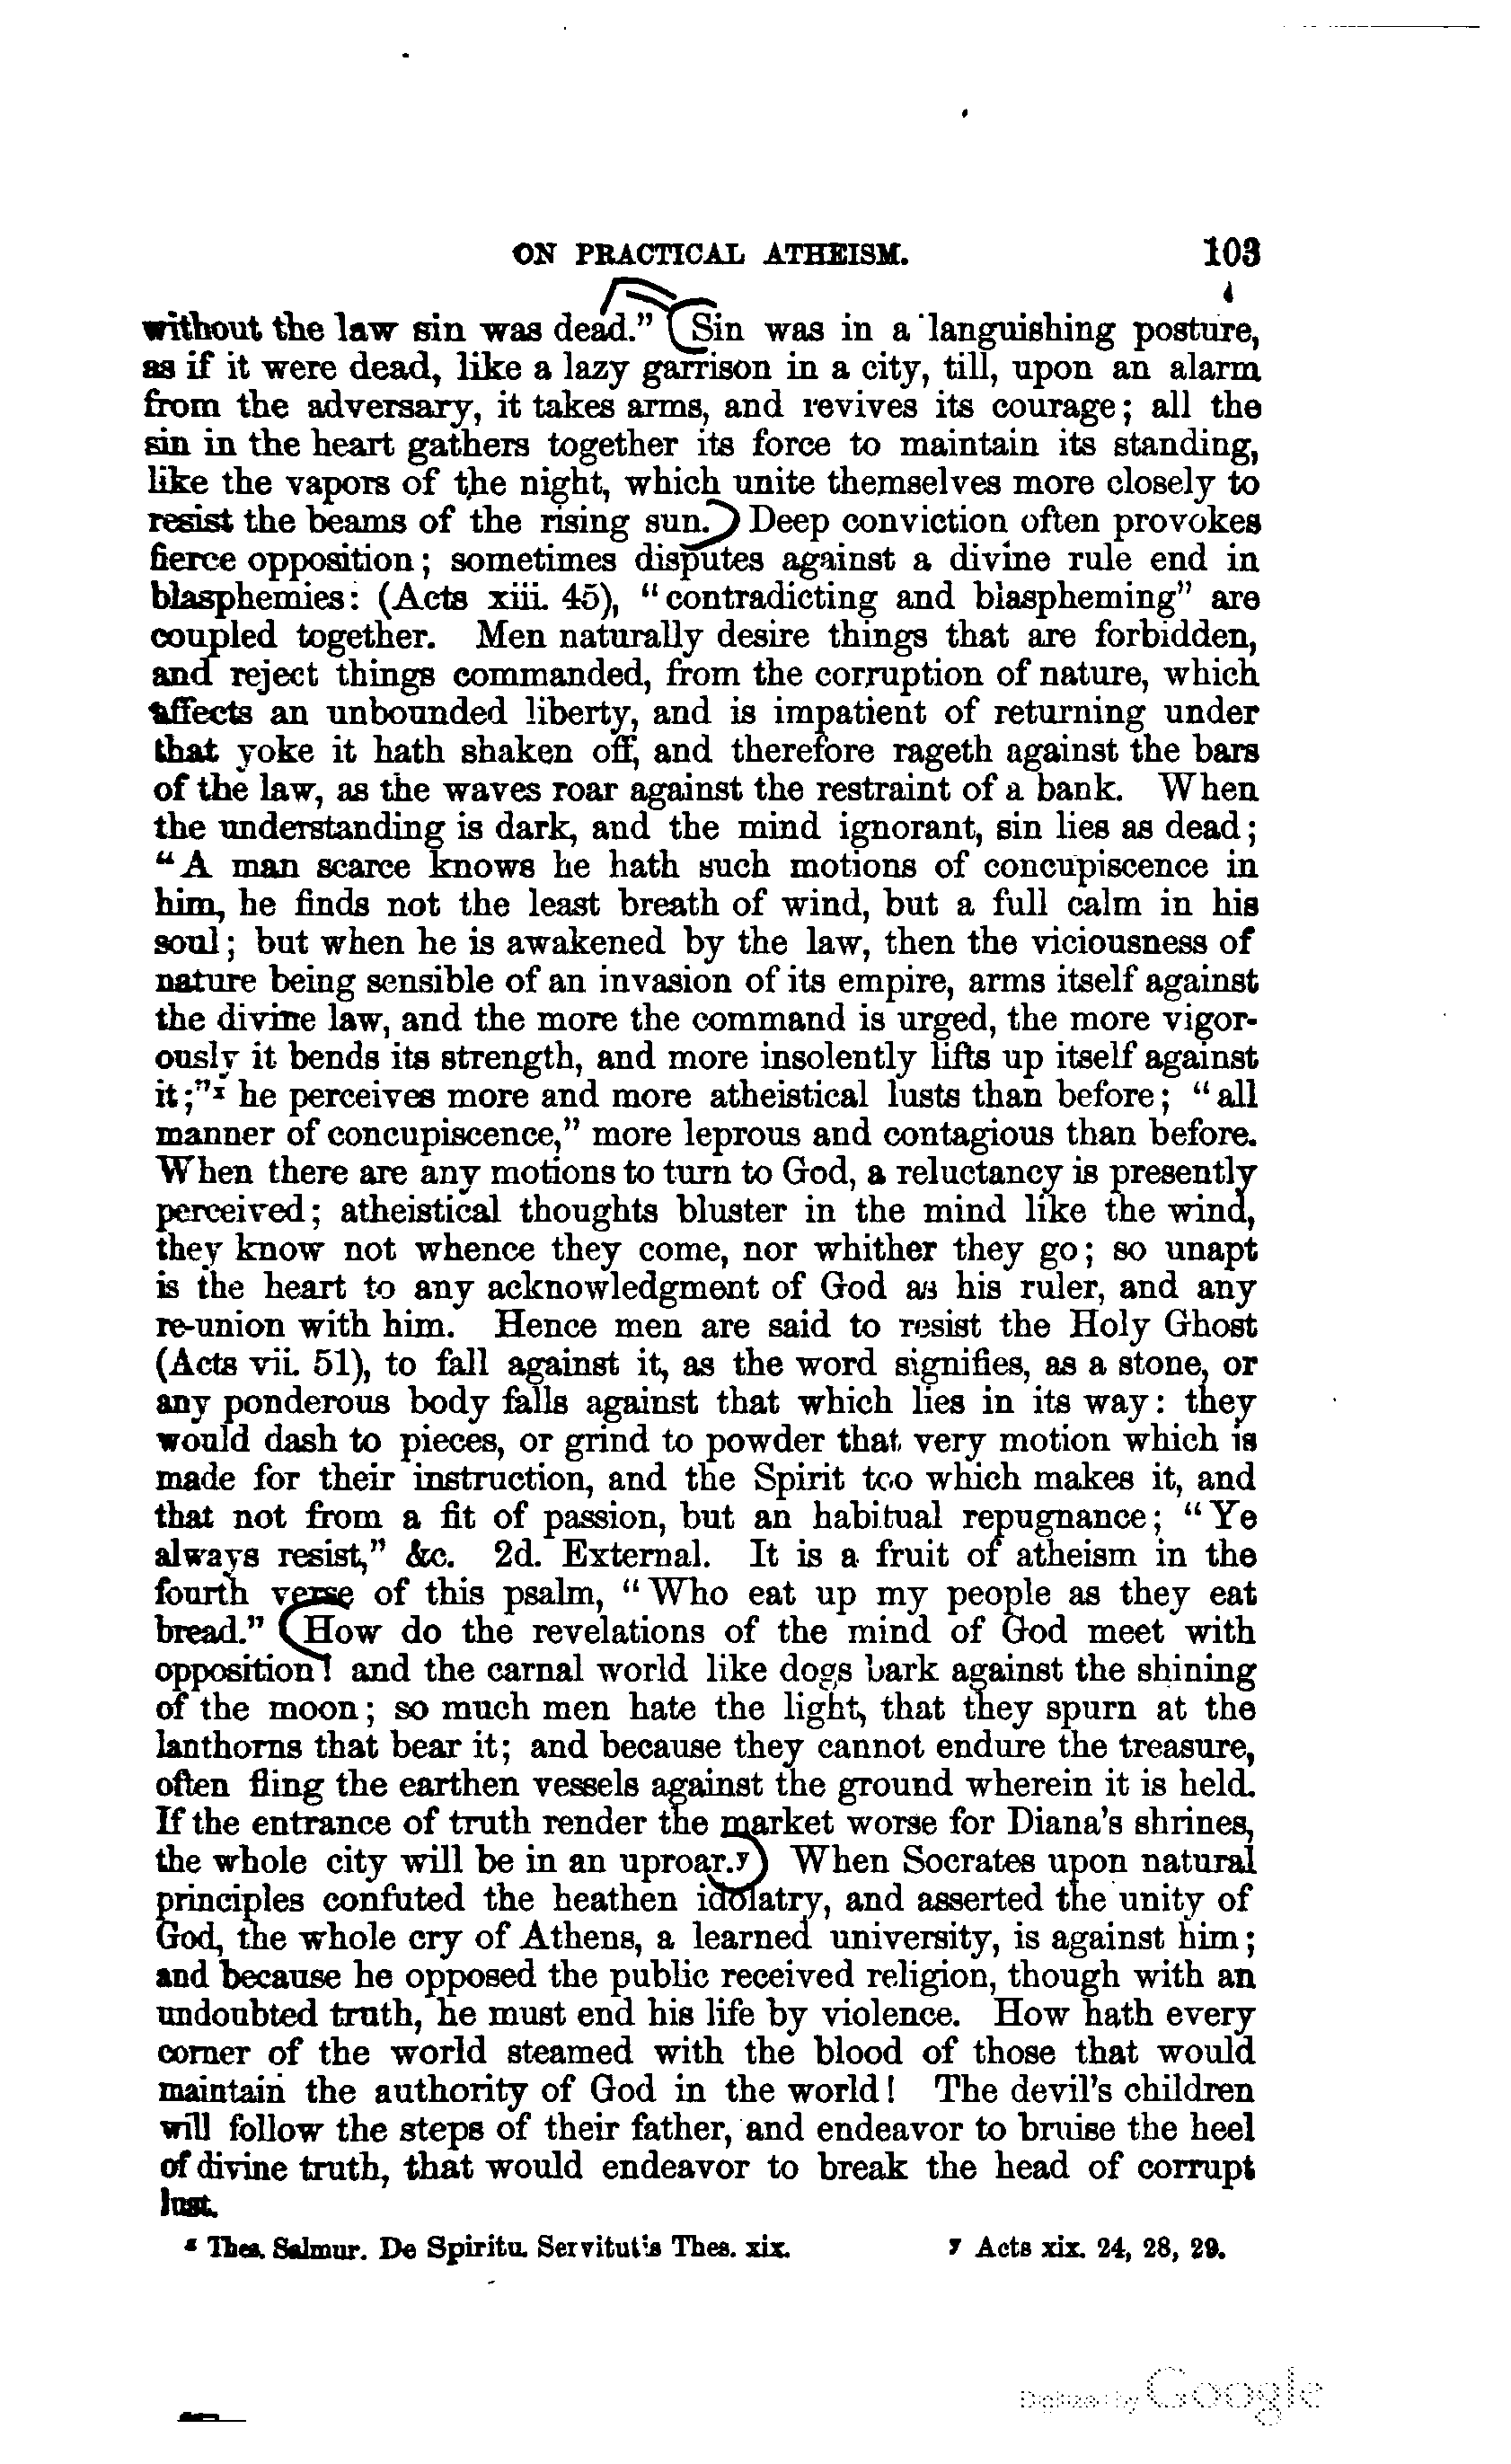 ON PRACTICAL ATHEISM. 103
without the law sin was dead.” Sin was in a languishing posture,
as if it were dead, like a lazy garrison in a city, till, upon an alarm
from the adversary, it takes arms, and revives its courage; all the
sin in the heart gathers together its force to maintain its standing,
like the vapors of the night, which unite themselves more closely to
resist the beams of the rising sun. Deep conviction often provokes
fierce opposition; sometimes disputes against a divine rule end in
blasphemies: (Acts xiii. 45), “contradicting and blaspheming” are
coupled together. Men naturally desire things that are forbidden,
and reject things commanded, from the corruption of nature, which
affects an unbounded liberty, and is impatient of returning under
that yoke it hath shaken off, and therefore rageth against the bars
of the law, as the waves roar against the restraint of a bank. When
the understanding is dark, and the mind ignorant, sin lies as dead;
“A man scarce knows he hath such motions of concupiscence in
him, he finds not the least breath of wind, but a full calm in his
soul; but when he is awakened by the law, then the viciousness of
nature being sensible of an invasion of its empire, arms itself against
the divine law, and the more the command is urged, the more vigor-
ously it bends its strength, and more insolently lifts up itself against
it;”x he perceives more and more atheistical lusts than before; “all
manner of concupiscence,” more leprous and contagious than before.
When there are any motions to turn to God, a reluctancy is presently
perceived; atheistical thoughts bluster in the mind like the wind,
they know not whence they come, nor whither they go; so unapt
is the heart to any acknowledgment of God as his ruler, and any
re-union with him. Hence men are said to resist the Holy Ghost
(Acts vii. 51), to fall against it, as the word signifies, as a stone, or
any ponderous body falls against that which lies in its way: they
would dash to pieces, or grind to powder that very motion which is
made for their instruction, and the Spirit too which makes it, and
that not from a fit of passion, but an habitual repugnance; “Ye
always resist,” &c. 2d. External. It is a fruit of atheism in the
fourth verse of this psalm, “Who eat up my people as they eat
bread.” How do the revelations of the mind of God meet with
opposition! and the carnal world like dogs bark against the shining
of the moon; so much men hate the light, that they spurn at the
lanthorns that bear it; and because they cannot endure the treasure,
often fling the earthen vessels against the ground wherein it is held.
If the entrance of truth render the market worse for Diana’s shrines,
the whole city will be in an uproar.y When Socrates upon natural
principles confuted the heathen idolatry, and asserted the unity of
God, the whole cry of Athens, a learned university, is against him;
and because he opposed the public received religion, though with an
undoubted truth, he must end his life by violence. How hath every
corner of the world steamed with the blood of those that would
maintain the authority of God in the world! The devil’s children
will follow the steps of their father, and endeavor to bruise the heel
of divine truth, that would endeavor to break the head of corrupt
lust.
x Thes. Salmur. De Spiritu. Servitutis Thes. xix. y Acts xix. 24, 28, 29.
Digitized by Google